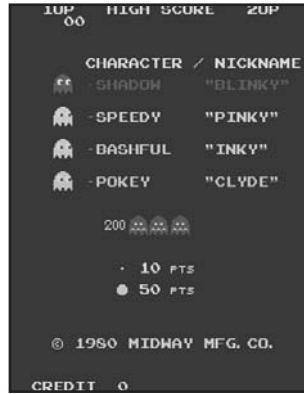 1UP HIGH SCORE 2UP
00
CHARACTER / NICKNAME
-SHADOW "BLINKY"
-SPEEDY "PINKY"
-BASHFUL "INKY"
-POKEY "CLYDE"
200
10 PTS
50 PTS
© 1980 MIDWAY MFG. CO.
CREDIT 0